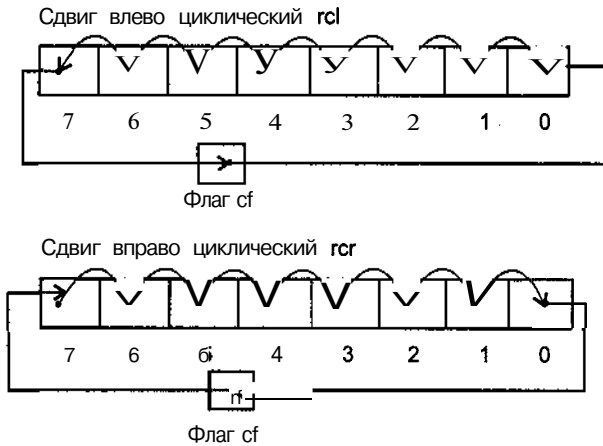 Сдвиг влево циклический rcl
V V У У V V V
7 6 5 4 3 2 1 0
Флаг cf
Сдвиг вправо циклический rcr
V V V V V V
7 6 4 3 2 1 0
Флаг cf